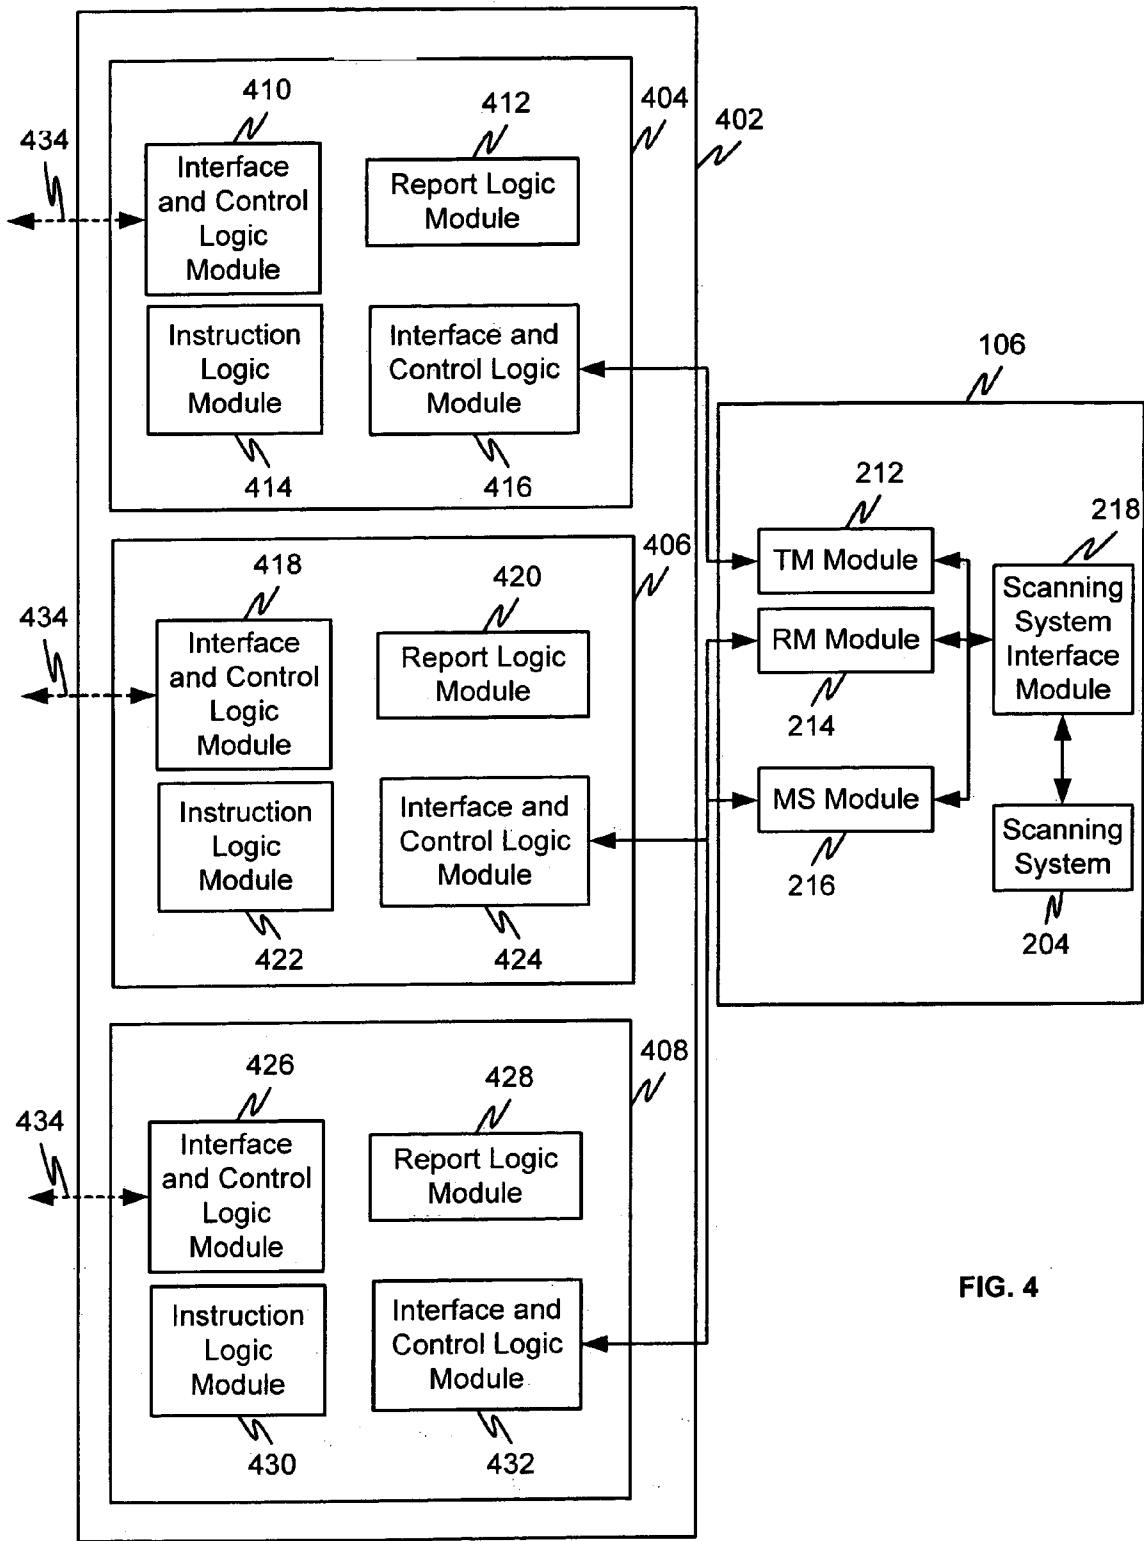 410
412
404
402
434
Interface
and Control
Logic
Module
Report Logic
Module
Instruction
Logic
Module
Interface and
Control Logic
Module
414
416
106
212
218
TM Module
Scanning
System
Interface
Module
RM Module
214
MS Module
216
Scanning
System
204
418
420
406
434
Interface
and Control
Logic
Module
Report Logic
Module
Instruction
Logic
Module
Interface and
Control Logic
Module
422
424
426
428
408
434
Interface
and Control
Logic
Module
Report Logic
Module
Instruction
Logic
Module
Interface and
Control Logic
Module
430
432
FIG. 4